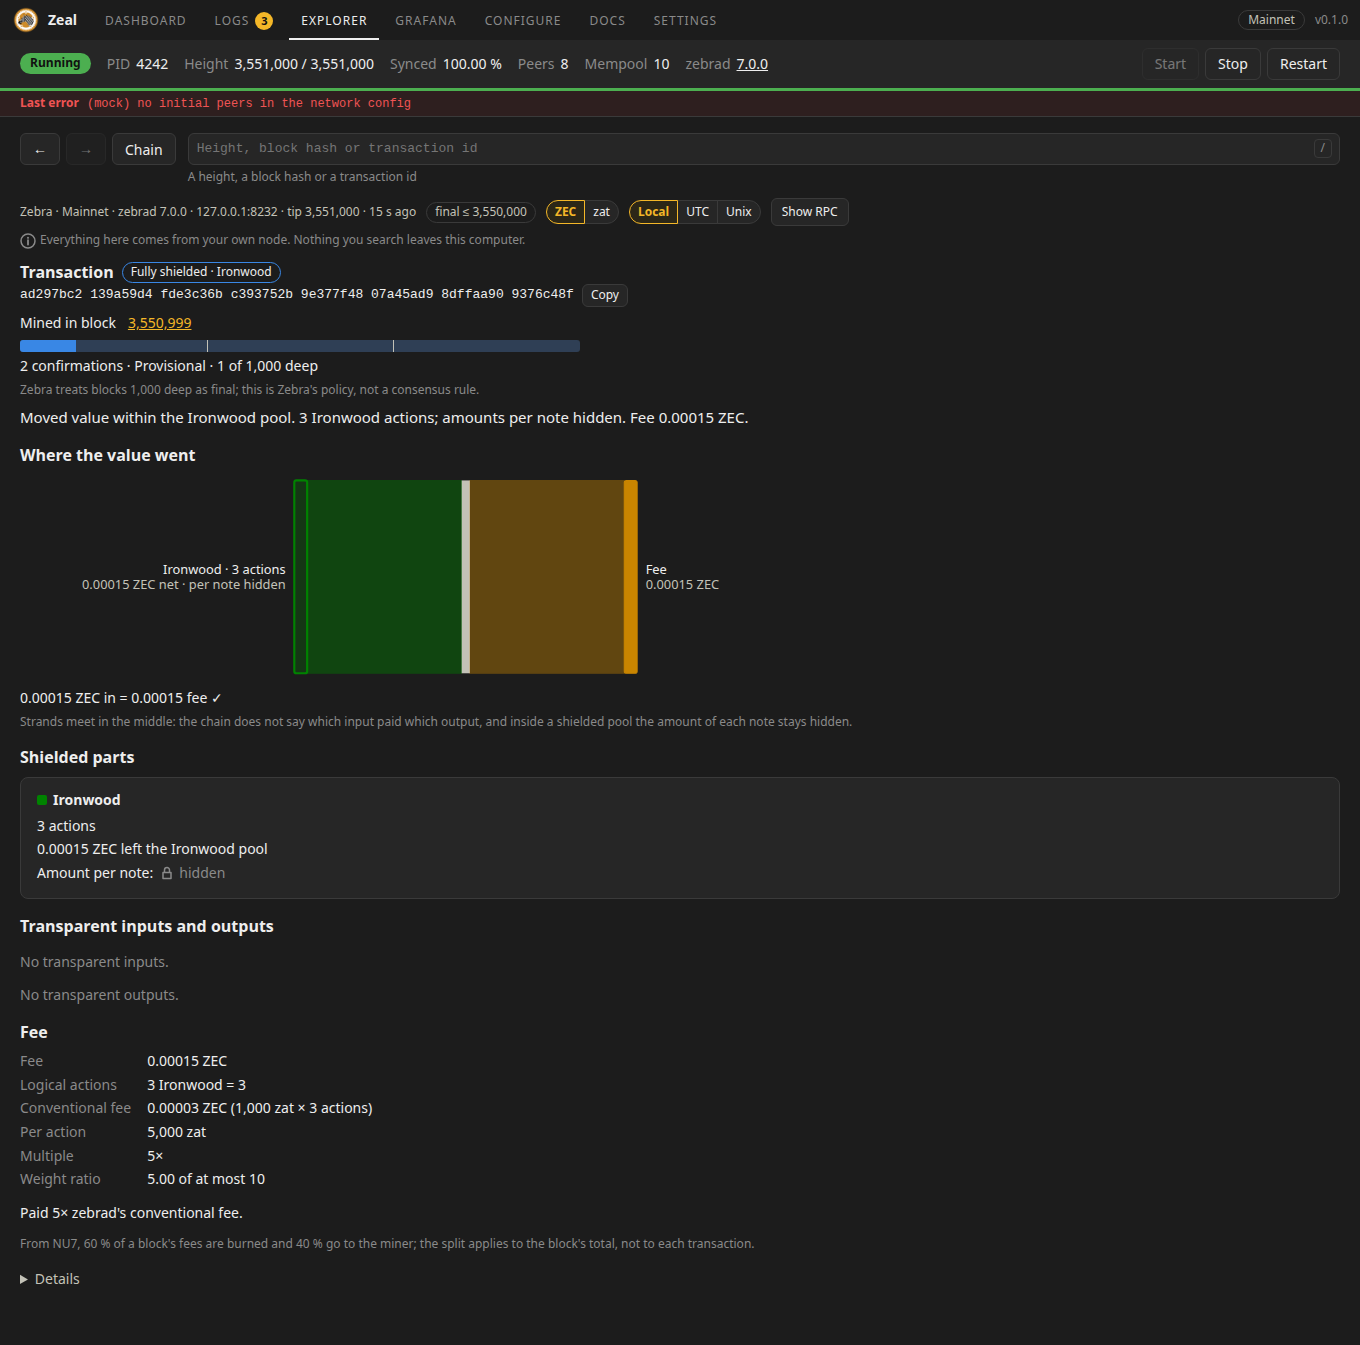 Zeal DASHBOARD LOGS 3 EXPLORER GRAFANA CONFIGURE DOCS SETTINGS Mainnet v0.1.0
Running PID 4242 Height 3,551,000 / 3,551,000 Synced 100.00 % Peers 8 Mempool 10 zebrad 7.0.0 Start Stop Restart
Last error (mock) no initial peers in the network config
← → Chain Height, block hash or transaction id /
A height, a block hash or a transaction id
Zebra · Mainnet · zebrad 7.0.0 · 127.0.0.1:8232 · tip 3,551,000 · 15 s ago final ≤ 3,550,000 ZEC zat Local UTC Unix Show RPC
Everything here comes from your own node. Nothing you search leaves this computer.
Transaction Fully shielded · Ironwood
ad297bc2 139a59d4 fde3c36b c393752b 9e377f48 07a45ad9 8dffaa90 9376c48f Copy
Mined in block 3,550,999
2 confirmations · Provisional · 1 of 1,000 deep
Zebra treats blocks 1,000 deep as final; this is Zebra's policy, not a consensus rule.
Moved value within the Ironwood pool. 3 Ironwood actions; amounts per note hidden. Fee 0.00015 ZEC.
Where the value went
Ironwood · 3 actions
0.00015 ZEC net · per note hidden
Fee
0.00015 ZEC
0.00015 ZEC in = 0.00015 fee ✓
Strands meet in the middle: the chain does not say which input paid which output, and inside a shielded pool the amount of each note stays hidden.
Shielded parts
Ironwood
3 actions
0.00015 ZEC left the Ironwood pool
Amount per note: hidden
Transparent inputs and outputs
No transparent inputs.
No transparent outputs.
Fee
Fee 0.00015 ZEC
Logical actions 3 Ironwood = 3
Conventional fee 0.00003 ZEC (1,000 zat × 3 actions)
Per action 5,000 zat
Multiple 5×
Weight ratio 5.00 of at most 10
Paid 5× zebrad's conventional fee.
From NU7, 60 % of a block's fees are burned and 40 % go to the miner; the split applies to the block's total, not to each transaction.
▶ Details